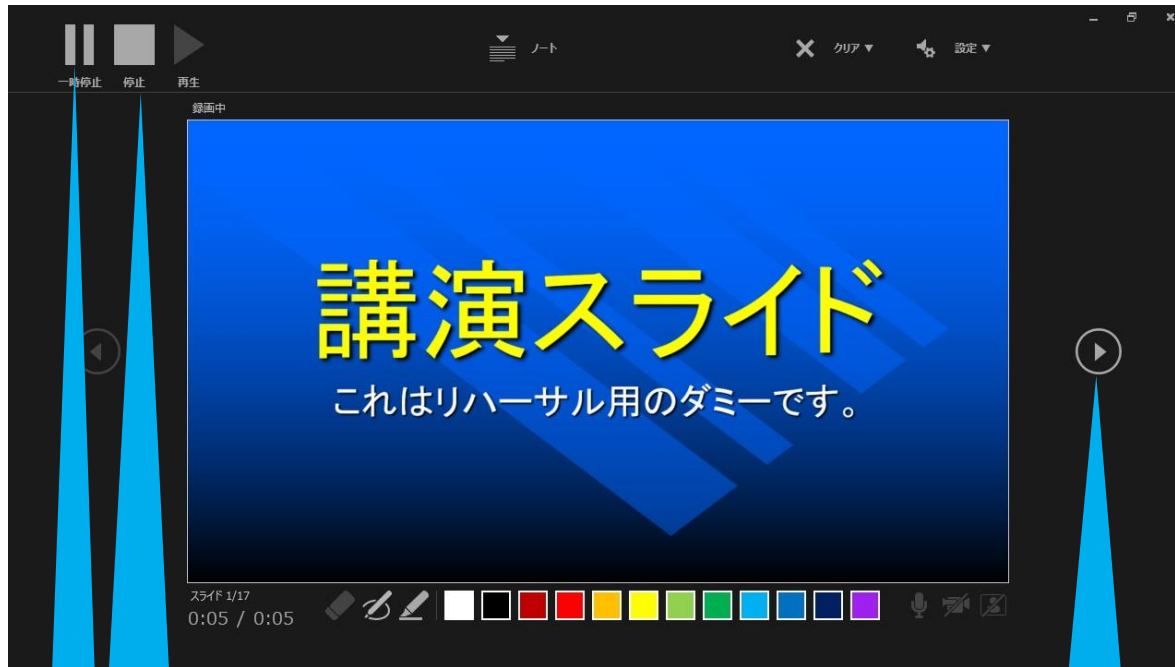 ノート
クリア ▼
設定 ▼
一時停止
停止
再生
録画中
講演スライド
これはリハーサル用のダミーです。
スライド 1/17
0:05 / 0:05